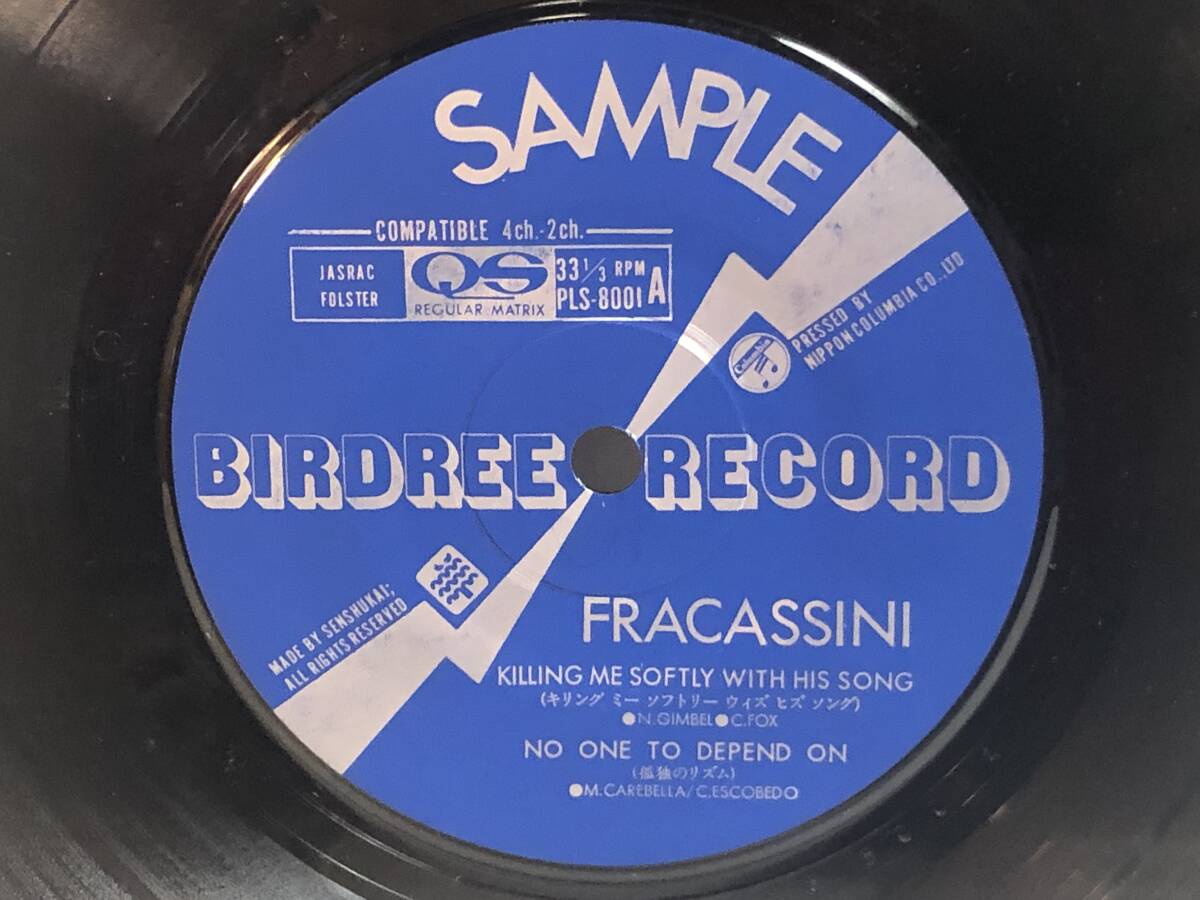 SAMPLE
COMPATIBLE 4ch.-2ch.
JASRAC
FOLSTER
QS
REGULAR MATRIX
33 1/3 RPM
PLS-8001 A
Columbia
PRESSED BY
NIPPON COLUMBIA CO., LTD
BIRDREE RECORD
MADE BY SENSHUKAI;
ALL RIGHTS RESERVED
FRACASSINI
KILLING ME SOFTLY WITH HIS SONG
(キリング ミー ソフトリー ウィズ ヒズ ソング)
●N.GIMBEL●C.FOX
NO ONE TO DEPEND ON
(孤独のリズム)
●M.CAREBELLA/C.ESCOBEDO